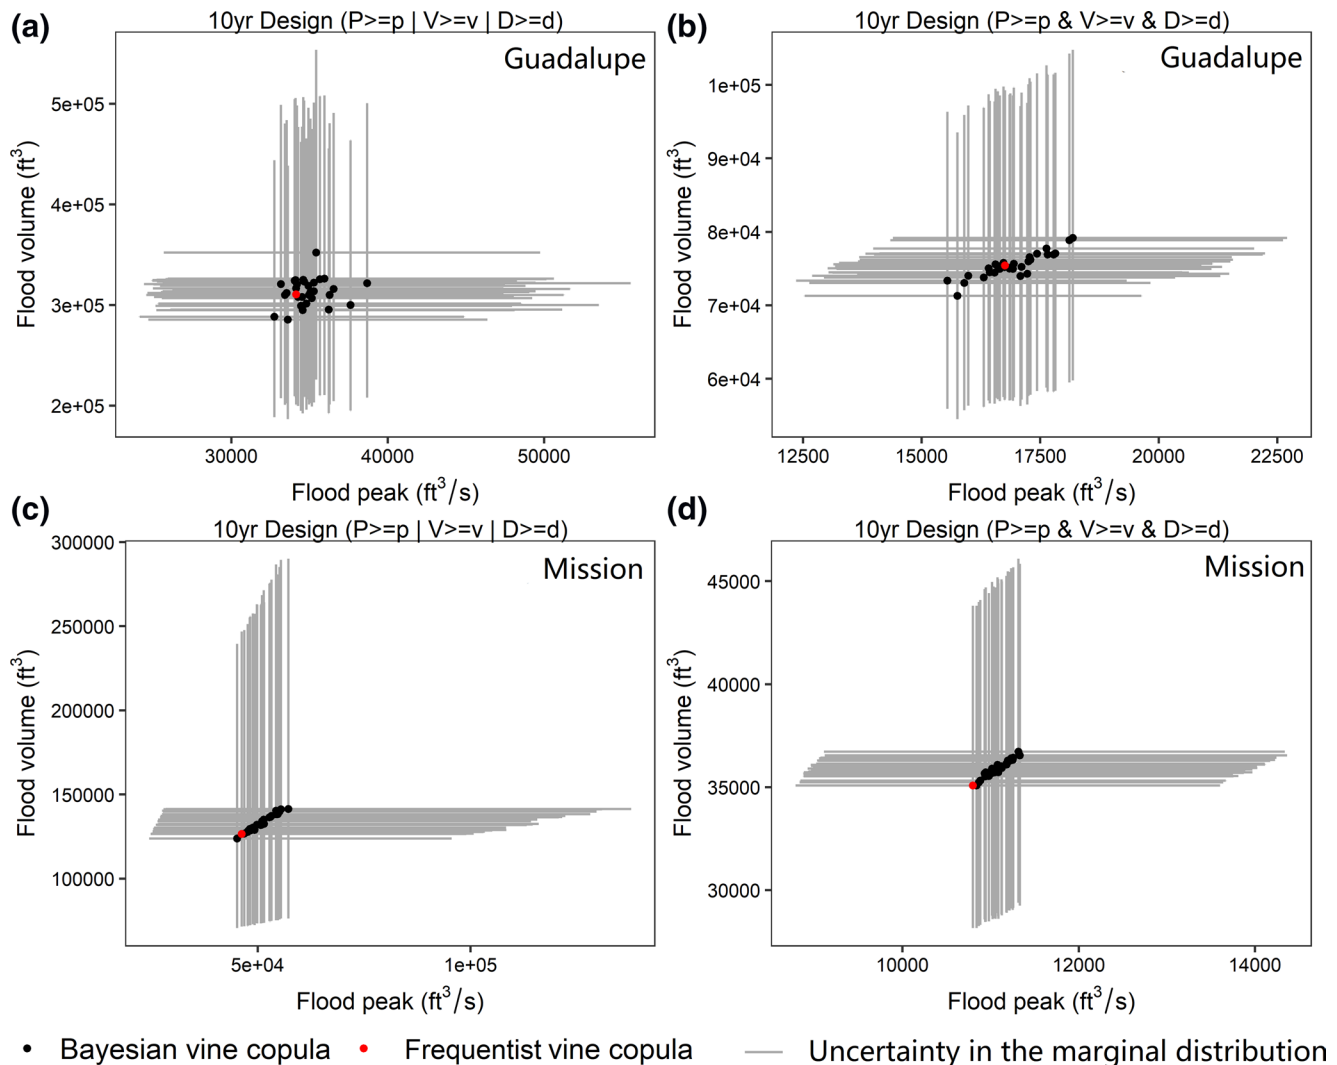 (a)
10yr Design (P>=p | V>=v | D>=d)
Guadalupe
5e+05
4e+05
3e+05
2e+05
Flood volume (ft³)
30000 40000 50000
Flood peak (ft³/s)
(b)
10yr Design (P>=p & V>=v & D>=d)
Guadalupe
1e+05
9e+04
8e+04
7e+04
6e+04
Flood volume (ft³)
12500 15000 17500 20000 22500
Flood peak (ft³/s)
(c)
10yr Design (P>=p | V>=v | D>=d)
Mission
300000
250000
200000
150000
100000
Flood volume (ft³)
5e+04 1e+05
Flood peak (ft³/s)
(d)
10yr Design (P>=p & V>=v & D>=d)
Mission
45000
40000
35000
30000
Flood volume (ft³)
10000 12000 14000
Flood peak (ft³/s)
Bayesian vine copula Frequentist vine copula Uncertainty in the marginal distribution